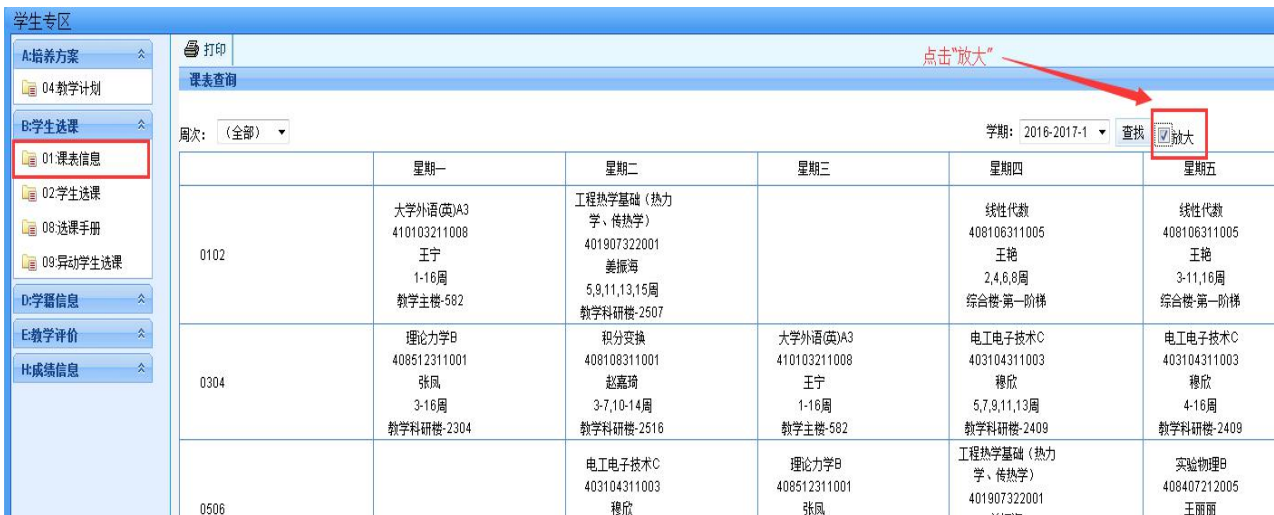 学生专区
A:培养方案
04:教学计划
B:学生选课
01:课表信息
02:学生选课
08:选课手册
09:异动学生选课
D:学籍信息
E:教学评价
H:成绩信息
打印
点击“放大”
课表查询
周次: (全部)
学期: 2016-2017-1 查找 放大
星期一 星期二 星期三 星期四 星期五
0102
大学外语(英)A3
410103211008
王宁
1-16周
教学主楼-582
工程热学基础(热力
学、传热学)
401907322001
姜振海
5,9,11,13,15周
教学科研楼-2507
线性代数
408106311005
王艳
2,4,6,8周
综合楼-第一阶梯
线性代数
408106311005
王艳
3-11,16周
综合楼-第一阶梯
0304
理论力学B
408512311001
张凤
3-16周
教学科研楼-2304
积分变换
408108311001
赵嘉琦
3-7,10-14周
教学科研楼-2516
大学外语(英)A3
410103211008
王宁
1-16周
教学主楼-582
电工电子技术C
403104311003
穆欣
5,7,9,11,13周
教学科研楼-2409
电工电子技术C
403104311003
穆欣
4-16周
教学科研楼-2409
0506
电工电子技术C
403104311003
穆欣
理论力学B
408512311001
张凤
工程热学基础(热力
学、传热学)
401907322001
实验物理B
408407212005
王丽丽